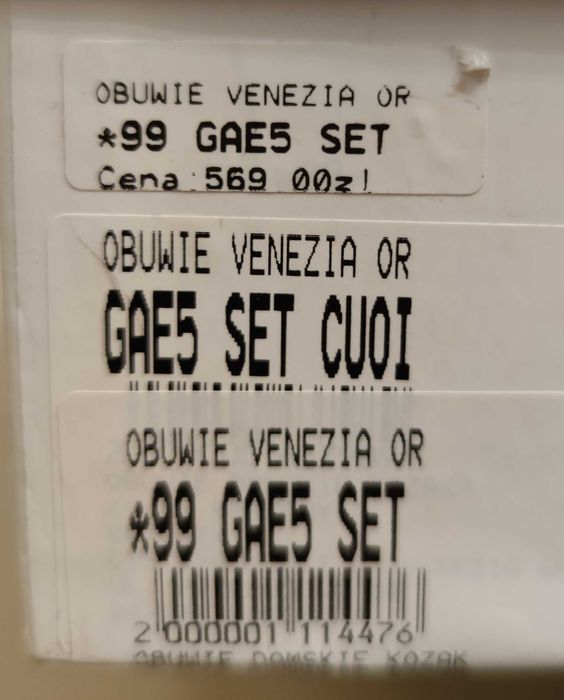 OBUWIE VENEZIA OR
*99 GAE5 SET
Cena:569 00zł
OBUWIE VENEZIA OR
GAE5 SET CUOI
OBUWIE VENEZIA OR
*99 GAE5 SET
2 000001 114476
OBUWIE DAMSKIE KOZAK